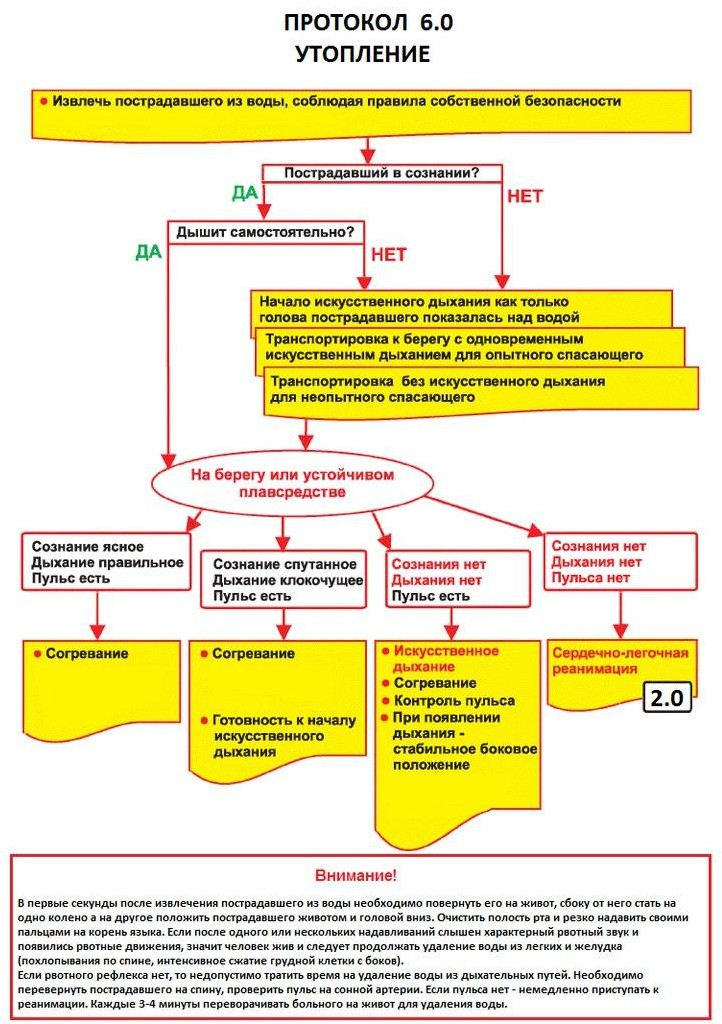 ПРОТОКОЛ 6.0
УТОПЛЕНИЕ
• Извлечь пострадавшего из воды, соблюдая правила собственной безопасности
Пострадавший в сознании?
ДА
НЕТ
Дышит самостоятельно?
ДА
НЕТ
Начало искусственного дыхания как только
голова пострадавшего показалась над водой
Транспортировка к берегу с одновременным
искусственным дыханием для опытного спасающего
Транспортировка без искусственного дыхания
для неопытного спасающего
На берегу или устойчивом
плавсредстве
Сознание ясное
Дыхание правильное
Пульс есть
Сознание спутанное
Дыхание клокочущее
Пульс есть
Сознания нет
Дыхания нет
Пульс есть
Сознания нет
Дыхания нет
Пульса нет
• Согревание
• Согревание
• Готовность к началу
искусственного
дыхания
• Искусственное
дыхание
• Согревание
• Контроль пульса
• При появлении
дыхания -
стабильное боковое
положение
Сердечно-легочная
реанимация
2.0
Внимание!
В первые секунды после извлечения пострадавшего из воды необходимо повернуть его на живот, сбоку от него стать на
одно колено а на другое положить пострадавшего животом и головой вниз. Очистить полость рта и резко надавить своими
пальцами на корень языка. Если после одного или нескольких надавливаний слышен характерный рвотный звук и
появились рвотные движения, значит человек жив и следует продолжать удаление воды из легких и желудка
(похлопывания по спине, интенсивное сжатие грудной клетки с боков).
Если рвотного рефлекса нет, то недопустимо тратить время на удаление воды из дыхательных путей. Необходимо
перевернуть пострадавшего на спину, проверить пульс на сонной артерии. Если пульса нет - немедленно приступать к
реанимации. Каждые 3-4 минуты переворачивать больного на живот для удаления воды.